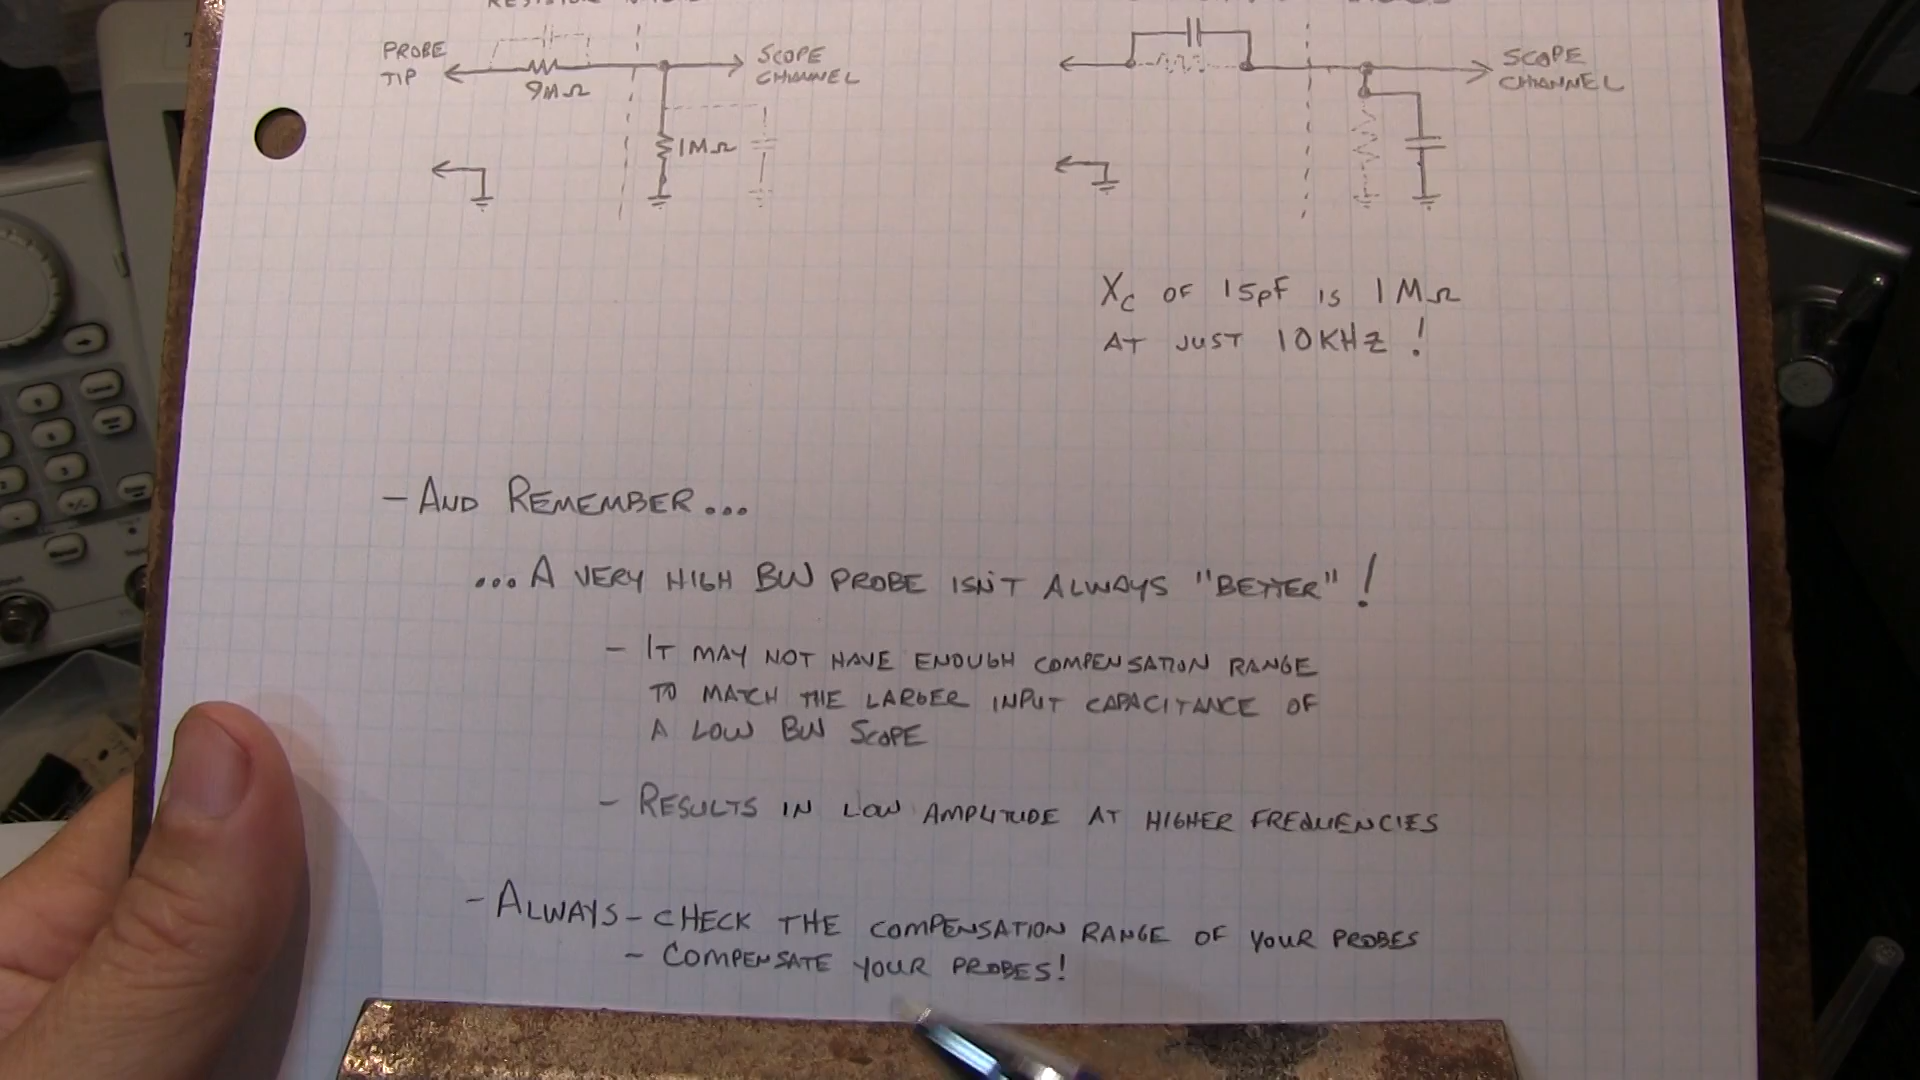 PROBE
TIP
9MΩ
SCOPE
CHANNEL
1MΩ
SCOPE
CHANNEL
XC OF 15pF IS 1MΩ
AT JUST 10KHZ!
- AND REMEMBER...
...A VERY HIGH BW PROBE ISN'T ALWAYS "BETTER"!
- IT MAY NOT HAVE ENOUGH COMPENSATION RANGE
TO MATCH THE LARGER INPUT CAPACITANCE OF
A LOW BW SCOPE
- RESULTS IN LOW AMPLITUDE AT HIGHER FREQUENCIES
- ALWAYS - CHECK THE COMPENSATION RANGE OF YOUR PROBES
- COMPENSATE YOUR PROBES!